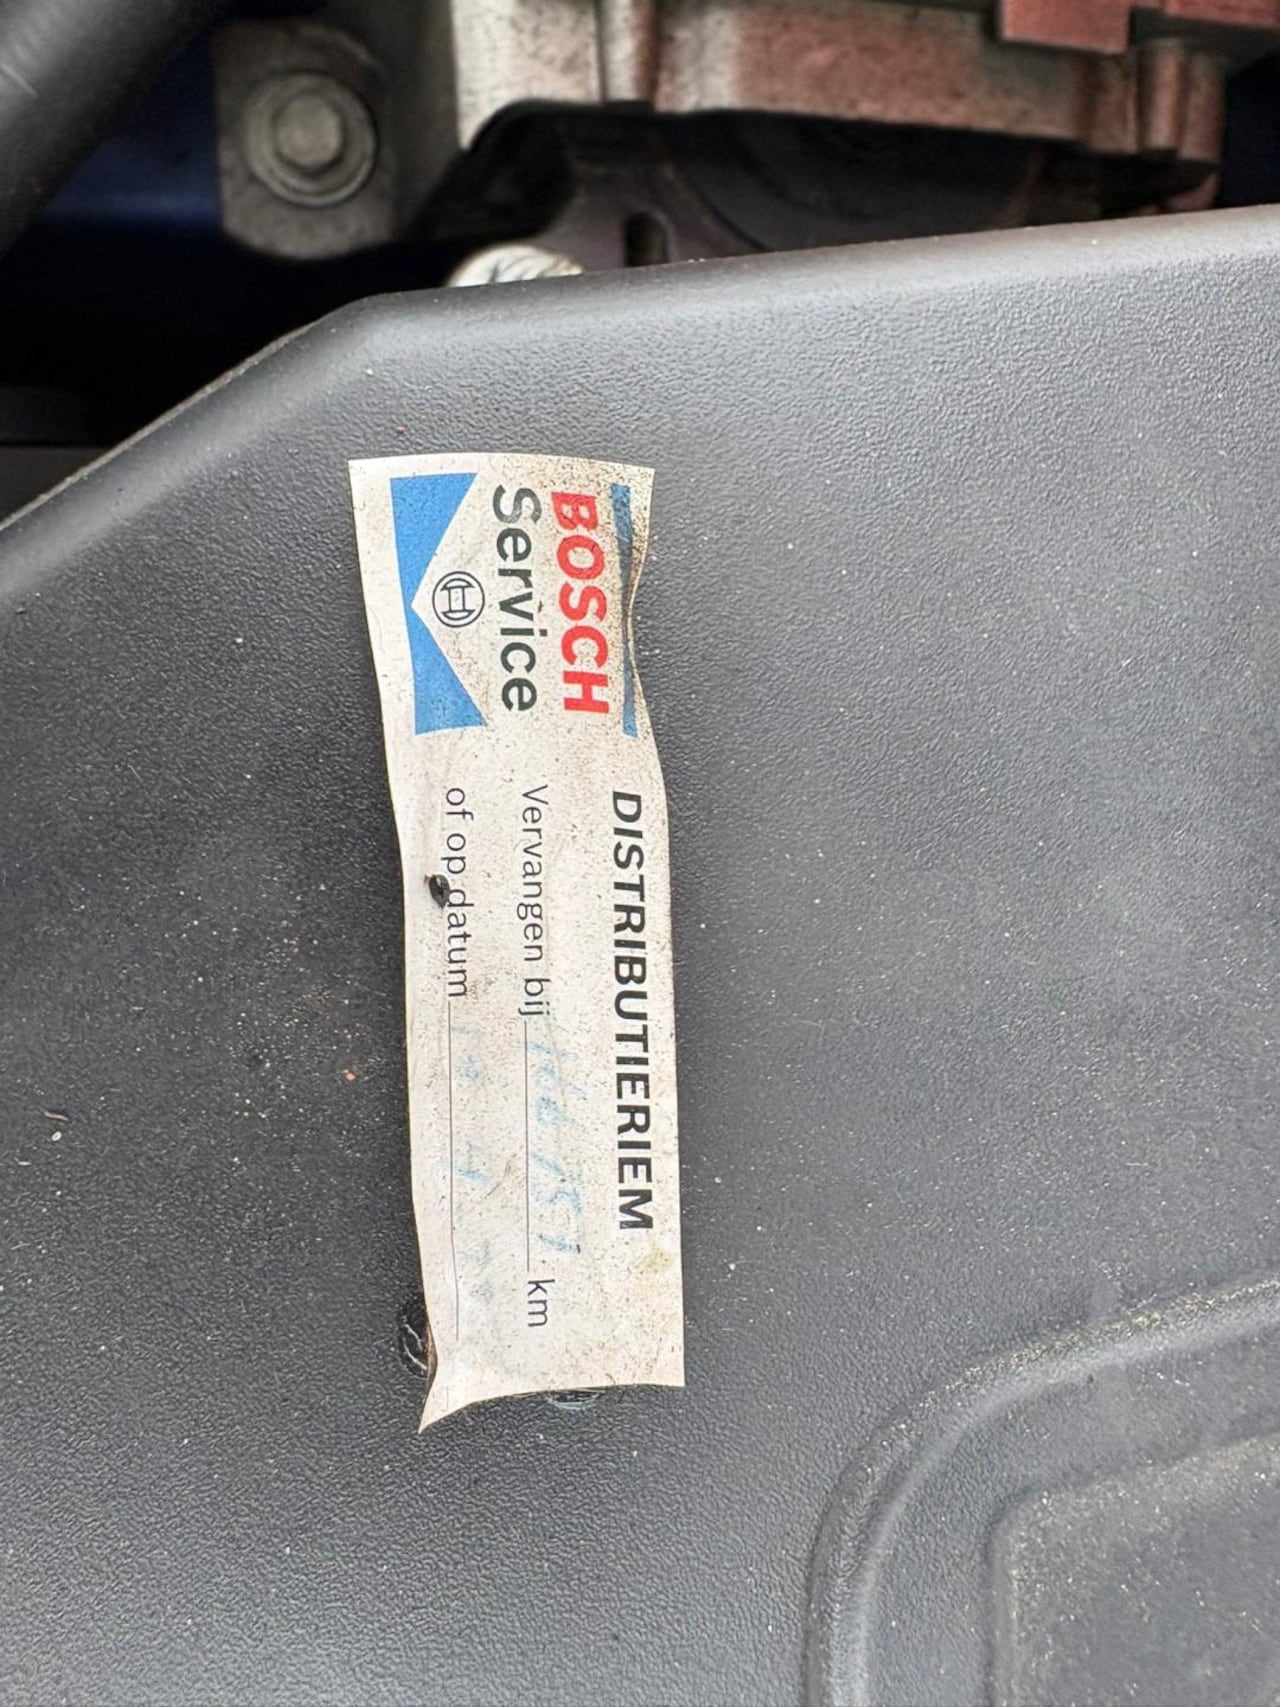 BOSCH
Service
DISTRIBUTIERIEM
Vervangen bij km
of op datum